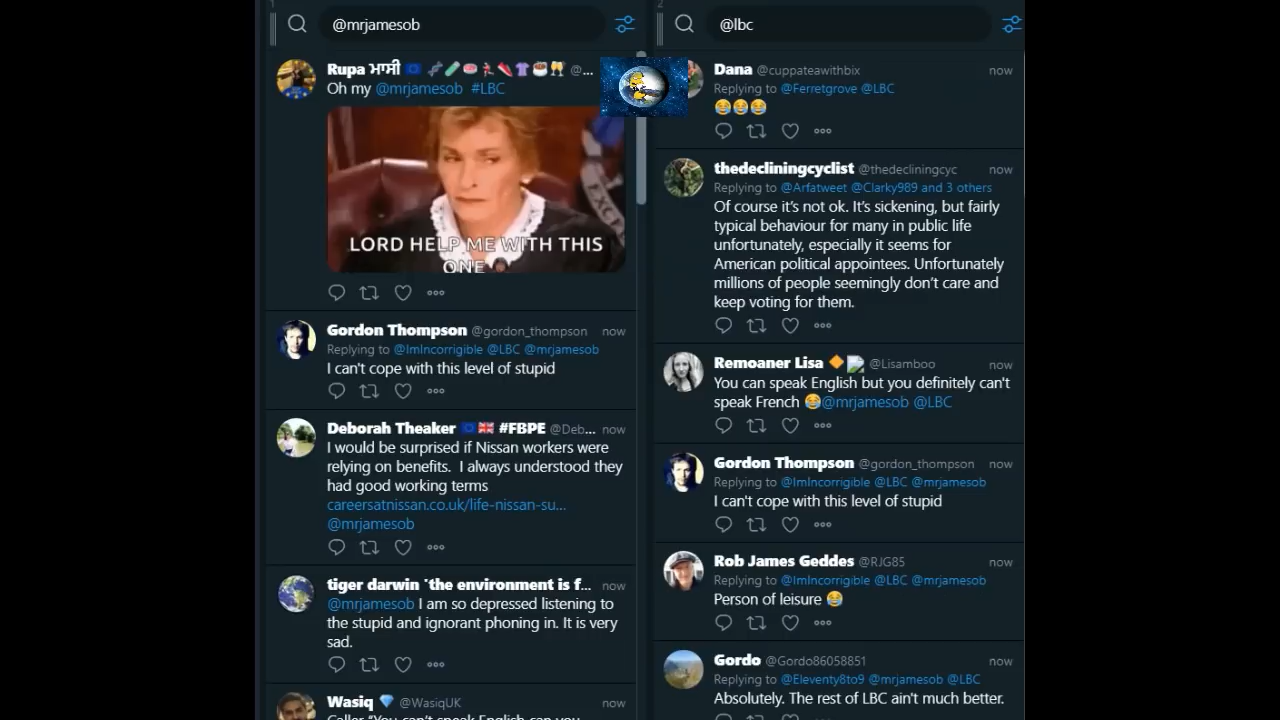 1
@mrjamesob
Rupa ਮਾਸੀ @...
Oh my @mrjamesob #LBC
LORD HELP ME WITH THIS
ONE
Gordon Thompson @gordon_thompson now
Replying to @ImIncorrigible @LBC @mrjamesob
I can't cope with this level of stupid
Deborah Theaker #FBPE @Deb... now
I would be surprised if Nissan workers were
relying on benefits. I always understood they
had good working terms
careersatnissan.co.uk/life-nissan-su...
@mrjamesob
tiger darwin 'the environment is f... now
@mrjamesob I am so depressed listening to
the stupid and ignorant phoning in. It is very
sad.
Wasiq 💎 @WasiqUK now
Caller "You can't speak English can you
2
@lbc
Dana @cuppateawithbix now
Replying to @Ferretgrove @LBC
😂😂😂
thedecliningcyclist @thedecliningcyc now
Replying to @Arfatweet @Clarky989 and 3 others
Of course it's not ok. It's sickening, but fairly
typical behaviour for many in public life
unfortunately, especially it seems for
American political appointees. Unfortunately
millions of people seemingly don't care and
keep voting for them.
Remoaner Lisa 🔶 @Lisamboo now
You can speak English but you definitely can't
speak French 😂@mrjamesob @LBC
Gordon Thompson @gordon_thompson now
Replying to @ImIncorrigible @LBC @mrjamesob
I can't cope with this level of stupid
Rob James Geddes @RJG85 now
Replying to @ImIncorrigible @LBC @mrjamesob
Person of leisure 😂
Gordo @Gordo86058851 now
Replying to @Eleventy8to9 @mrjamesob @LBC
Absolutely. The rest of LBC ain't much better.